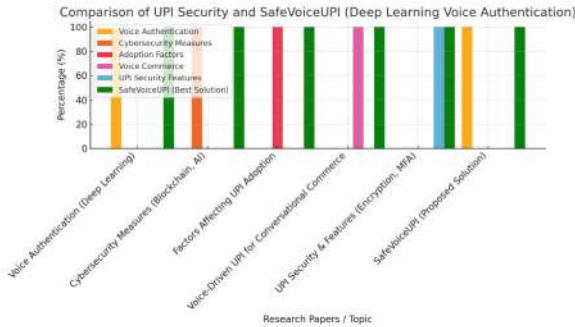 Comparison of UPI Security and SafeVoiceUPI (Deep Learning Voice Authentication)
Percentage (%)
100
80
60
40
20
0
Voice Authentication
Cybersecurity Measures
Adoption Factors
Voice Commerce
UPI Security Features
SafeVoiceUPI (Best Solution)
Voice Authentication (Deep Learning)
Cybersecurity Measures (Blockchain, AI)
Factors Affecting UPI Adoption
Voice-Driven UPI for Conversational Commerce
UPI Security & Features (Encryption, MFA)
SafeVoiceUPI (Proposed Solution)
Research Papers / Topic